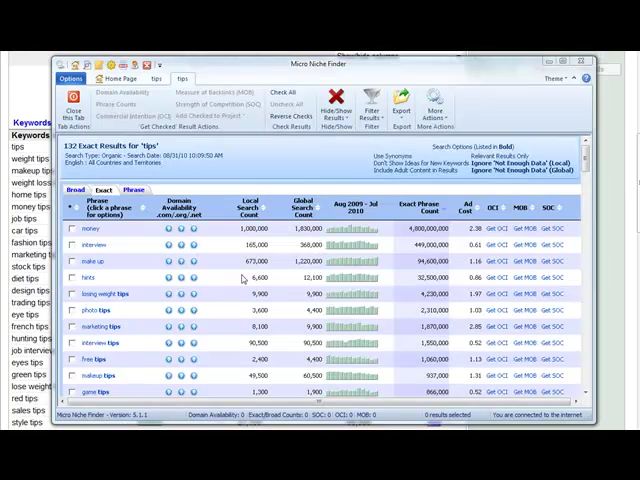 Show/hide columns
Micro Niche Finder
Options
Home Page
tips
tips
Theme
Close this Tab
Tab Actions
Domain Availability
Phrase Counts
Commercial Intention (OCI)
Measure of Backlinks (MOB)
Strength of Competition (SOC)
Add Checked to Project
'Get Checked' Result Actions
Check All
Uncheck All
Reverse Checks
Check Results
Hide/Show Results
Hide/Show
Filter Results
Filter
Export
Export
More Actions
More Actions
132 Exact Results for 'tips'
Search Type: Organic - Search Date: 08/31/10 10:09:50 AM
English | All Countries and Territories
Search Options (Listed in Bold)
Use Synonyms Relevant Results Only
Don't Show Ideas for New Keywords Ignore 'Not Enough Data' (Local)
Include Adult Content in Results Ignore 'Not Enough Data' (Global)
Broad Exact Phrase
* Phrase (click a phrase for options) Domain Availability .com/.org/.net Local Search Count Global Search Count Aug 2009 - Jul 2010 Exact Phrase Count Ad Cost OCI MOB SOC
money 1,000,000 1,830,000 4,800,000,000 2.38 Get OCI Get MOB Get SOC
interview 165,000 368,000 449,000,000 0.61 Get OCI Get MOB Get SOC
make up 673,000 1,220,000 94,600,000 1.16 Get OCI Get MOB Get SOC
hints 6,600 12,100 32,500,000 0.86 Get OCI Get MOB Get SOC
losing weight tips 9,900 9,900 4,230,000 1.97 Get OCI Get MOB Get SOC
photo tips 3,600 4,400 2,310,000 1.03 Get OCI Get MOB Get SOC
marketing tips 8,100 9,900 1,870,000 2.85 Get OCI Get MOB Get SOC
interview tips 90,500 90,500 1,550,000 0.42 Get OCI Get MOB Get SOC
free tips 2,400 4,400 1,060,000 1.13 Get OCI Get MOB Get SOC
makeup tips 49,500 60,500 937,000 1.31 Get OCI Get MOB Get SOC
game tips 1,300 1,900 866,000 0.52 Get OCI Get MOB Get SOC
Micro Niche Finder - Version: 5.1.1
Domain Availability: 0 Exact/Broad Counts: 0 SOC: 0 OCI: 0 MOB: 0
0 results selected
You are connected to the internet
Keywords
Keywords
tips
weight tips
makeup tips
weight loss
home tips
money tips
job tips
car tips
fashion tips
marketing tips
stock tips
diet tips
design tips
trading tips
eye tips
french tips
hunting tips
job interview
eyes tips
green tips
lose weight
red tips
sales tips
style tips